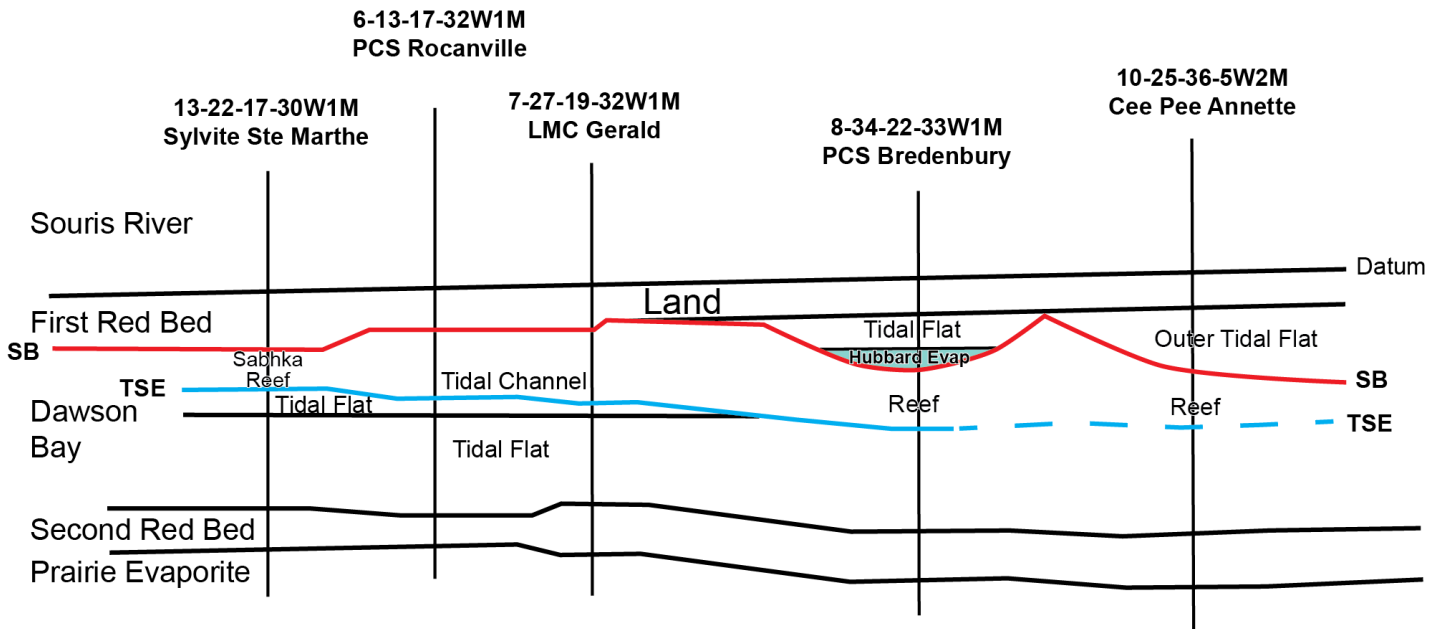 6-13-17-32W1M
PCS Rocanville
13-22-17-30W1M
Sylvite Ste Marthe
7-27-19-32W1M
LMC Gerald
8-34-22-33W1M
PCS Bredenbury
10-25-36-5W2M
Cee Pee Annette
Souris River
Datum
Land
First Red Bed
Tidal Flat
Outer Tidal Flat
SB
Hubbard Evap
Sabhka
Reef
SB
TSE
Tidal Channel
Tidal Flat
Reef
Reef
TSE
Dawson
Bay
Tidal Flat
Second Red Bed
Prairie Evaporite